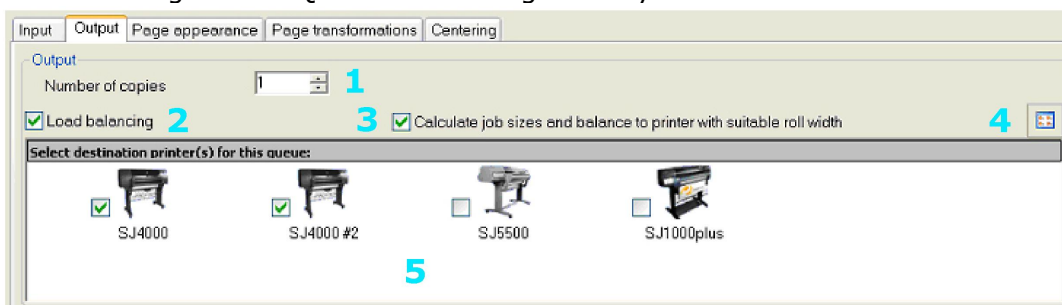 Input Output Page appearance Page transformations Centering
Output
Number of copies 1 1
Load balancing 2 3 Calculate job sizes and balance to printer with suitable roll width 4
Select destination printer(s) for this queue:
SJ4000 SJ4000 #2 SJ5500 SJ1000plus
5